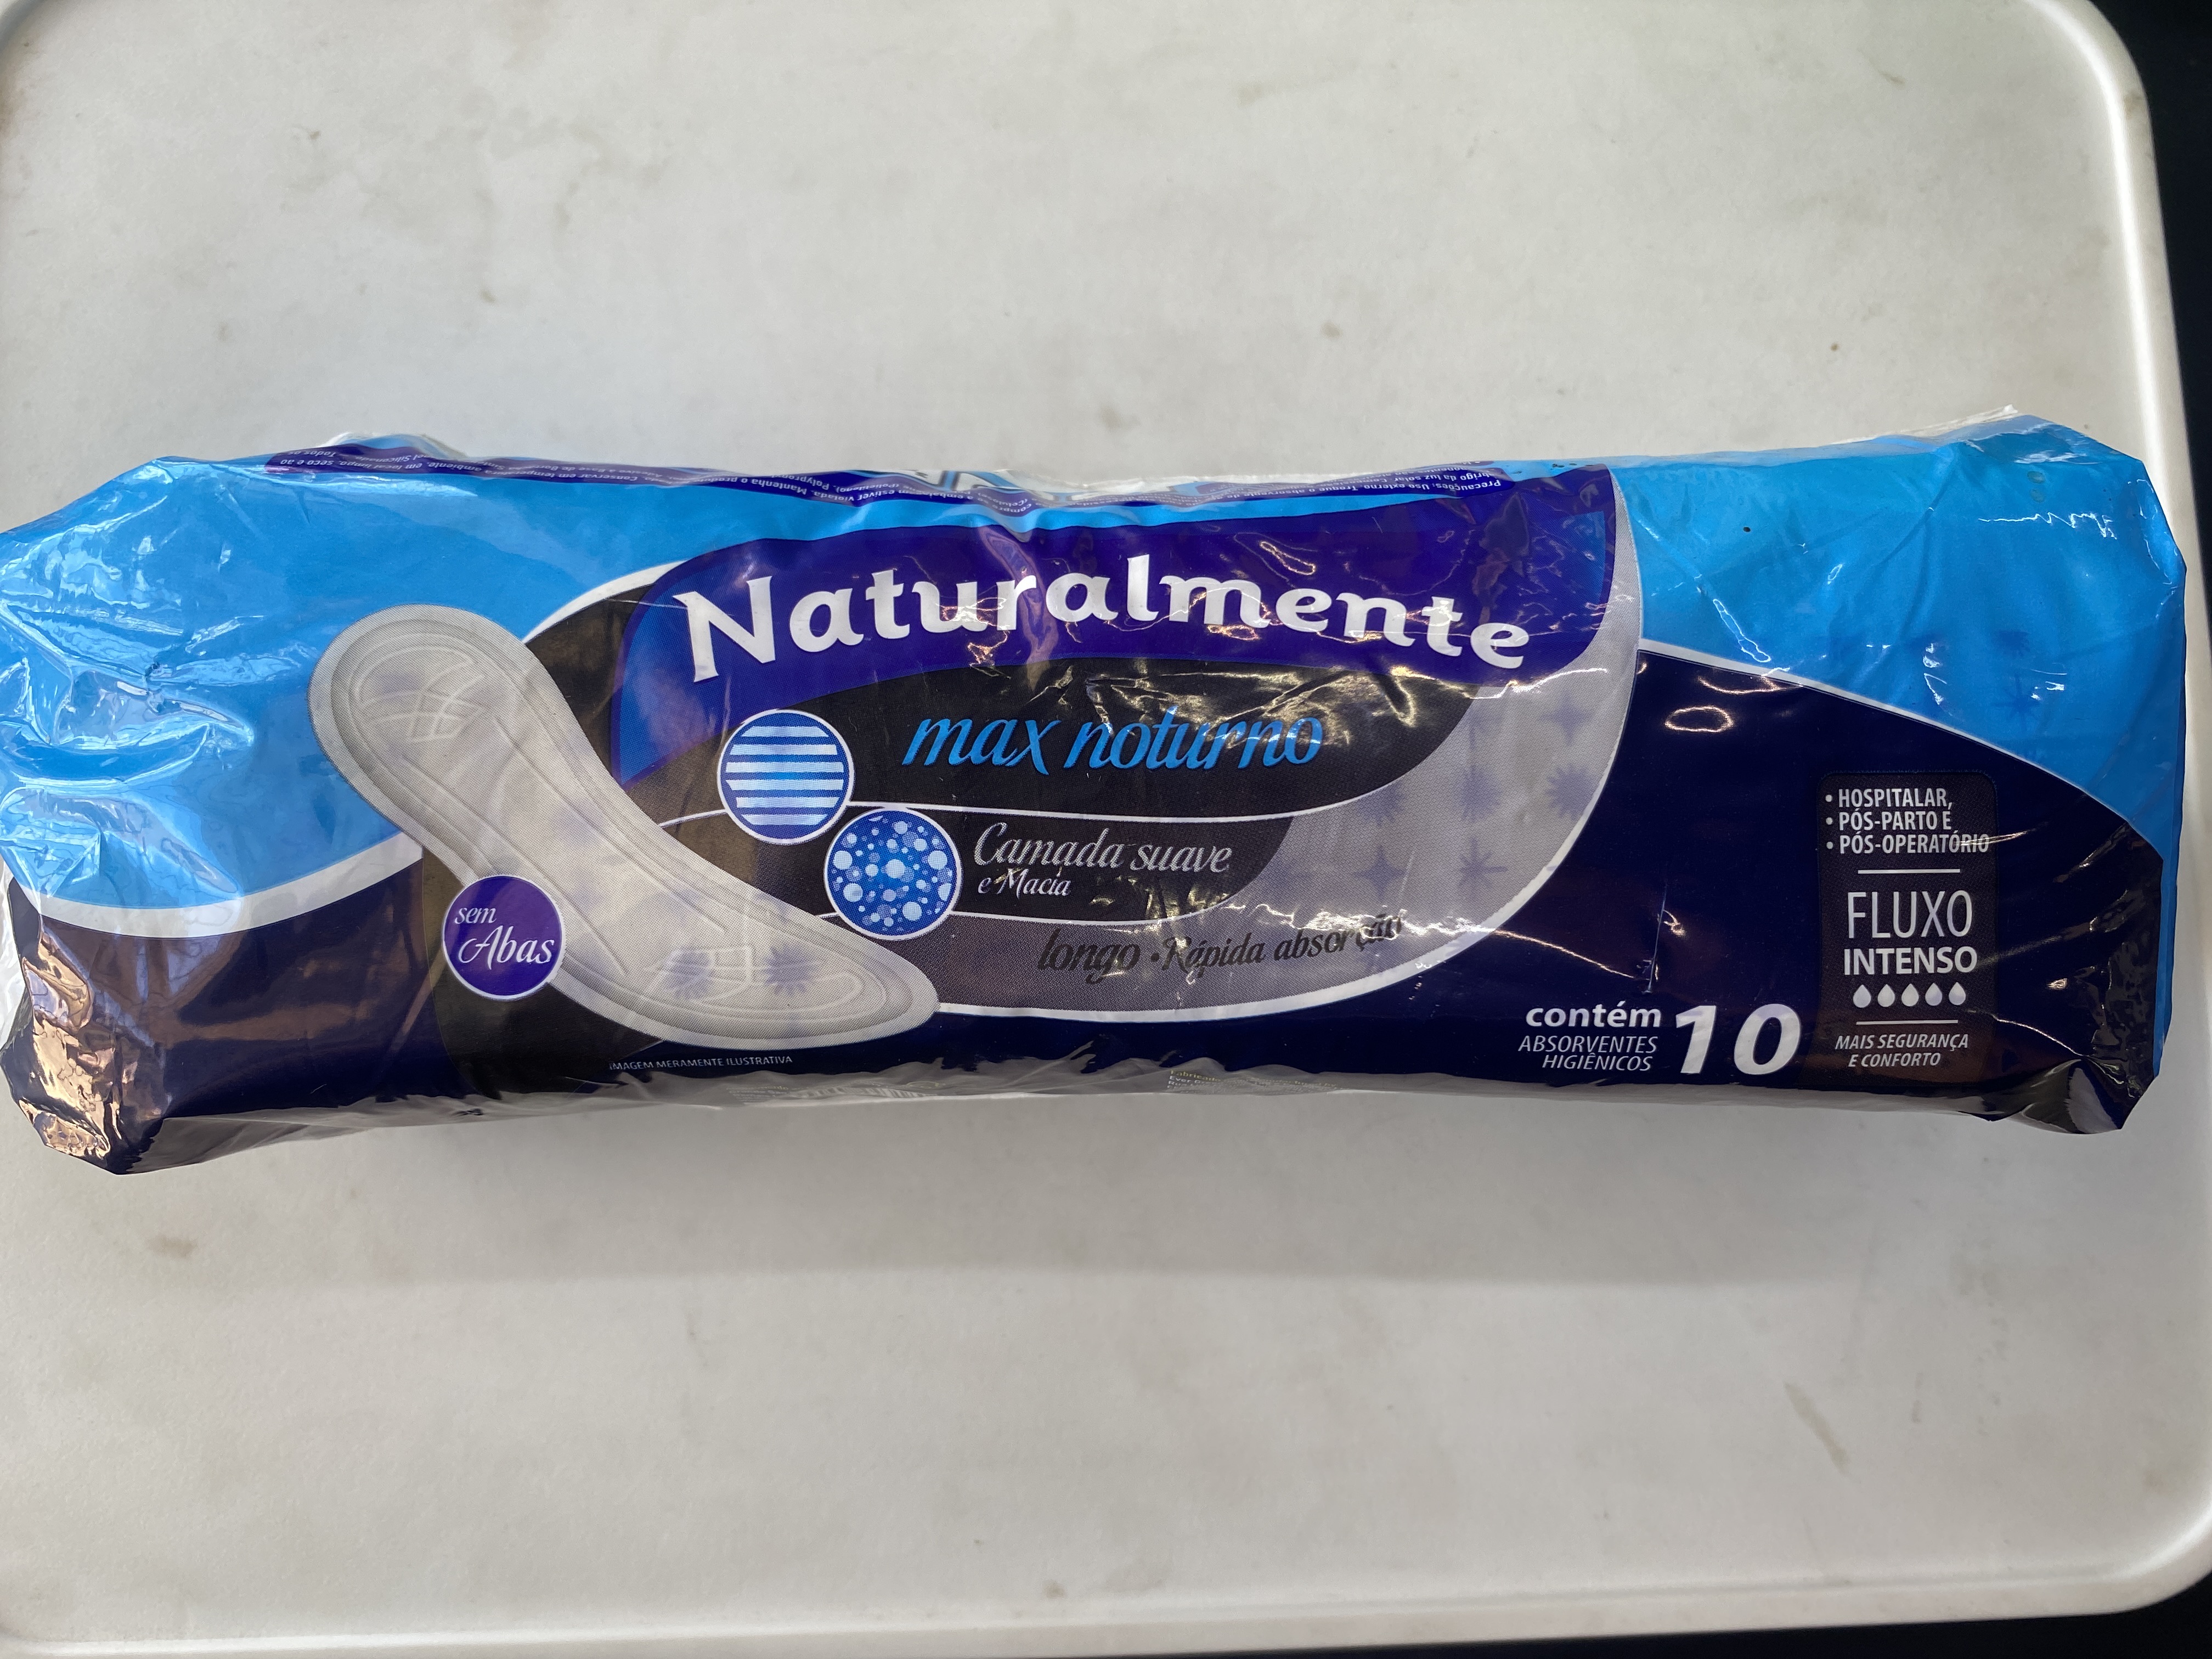 Naturalmente
max noturno
Camada suave
e Macia
longo • Rápida absorção
sem
Abas
IMAGEM MERAMENTE ILUSTRATIVA
contém
ABSORVENTES
HIGIÊNICOS
10
• HOSPITALAR,
• PÓS-PARTO E
• PÓS-OPERATÓRIO
FLUXO
INTENSO
MAIS SEGURANÇA
E CONFORTO